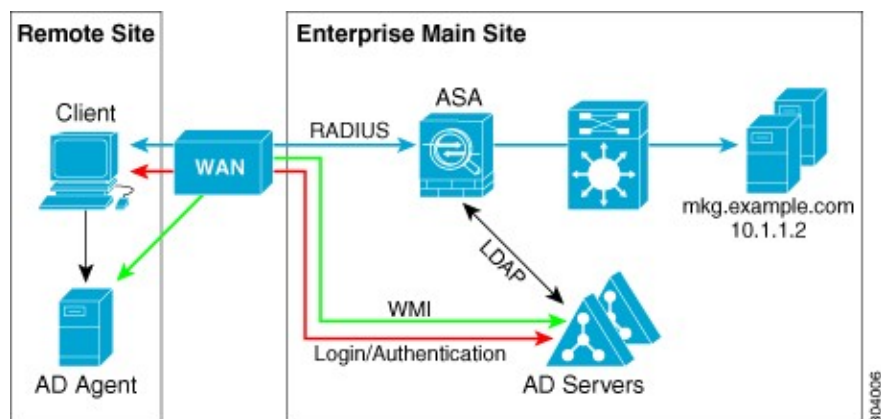 Remote Site
Enterprise Main Site
Client
ASA
RADIUS
WAN
mkg.example.com
10.1.1.2
LDAP
WMI
Login/Authentication
AD Agent
AD Servers